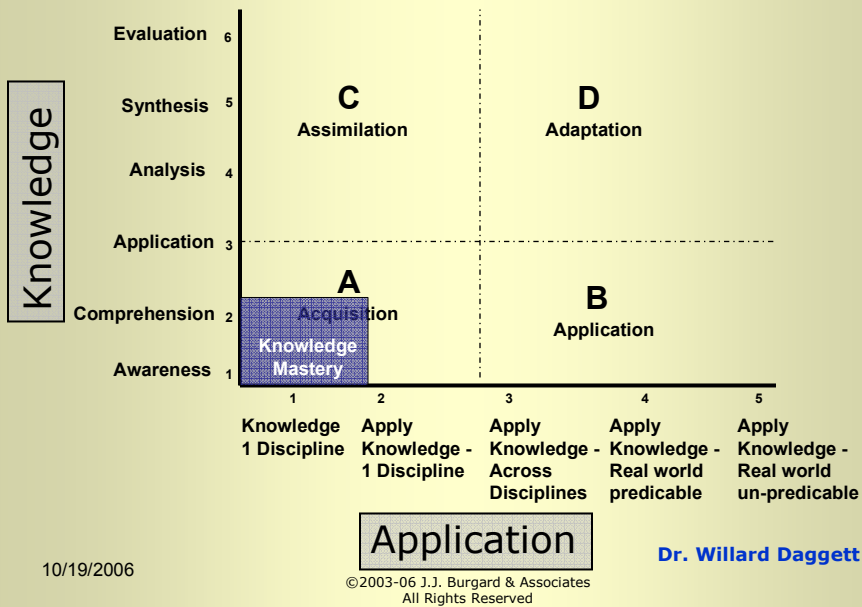 Knowledge
Evaluation 6
Synthesis 5
Analysis 4
Application 3
Comprehension 2
Awareness 1
C
Assimilation
D
Adaptation
A
Acquisition
Knowledge
Mastery
B
Application
1 2 3 4 5
Knowledge
1 Discipline
Apply
Knowledge -
1 Discipline
Apply
Knowledge -
Across
Disciplines
Apply
Knowledge -
Real world
predicable
Apply
Knowledge -
Real world
un-predicable
Application
10/19/2006
©2003-06 J.J. Burgard & Associates
All Rights Reserved
Dr. Willard Daggett